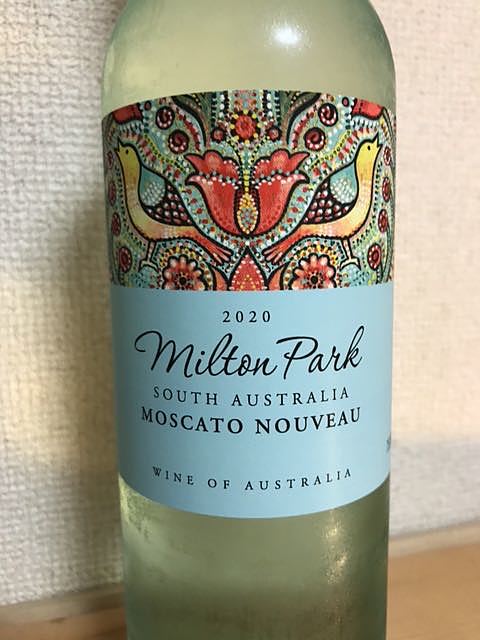 2020
Milton Park
SOUTH AUSTRALIA
MOSCATO NOUVEAU
WINE OF AUSTRALIA